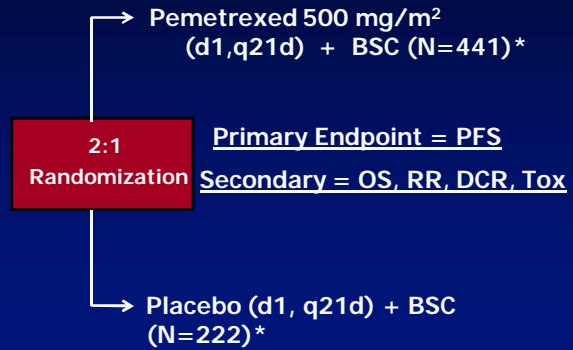 Pemetrexed 500 mg/m²
(d1,q21d) + BSC (N=441)*
2:1
Randomization
Primary Endpoint = PFS
Secondary = OS, RR, DCR, Tox
Placebo (d1, q21d) + BSC
(N=222)*